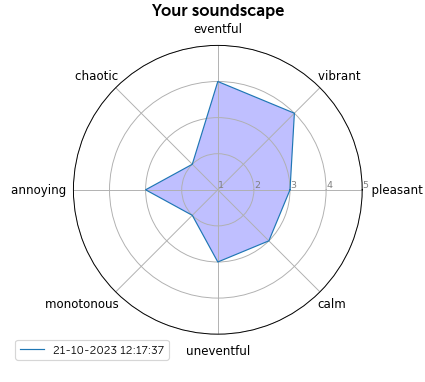 Your soundscape
eventful
chaotic
vibrant
annoying
1 2 3 4 5
pleasant
monotonous
calm
uneventful
21-10-2023 12:17:37